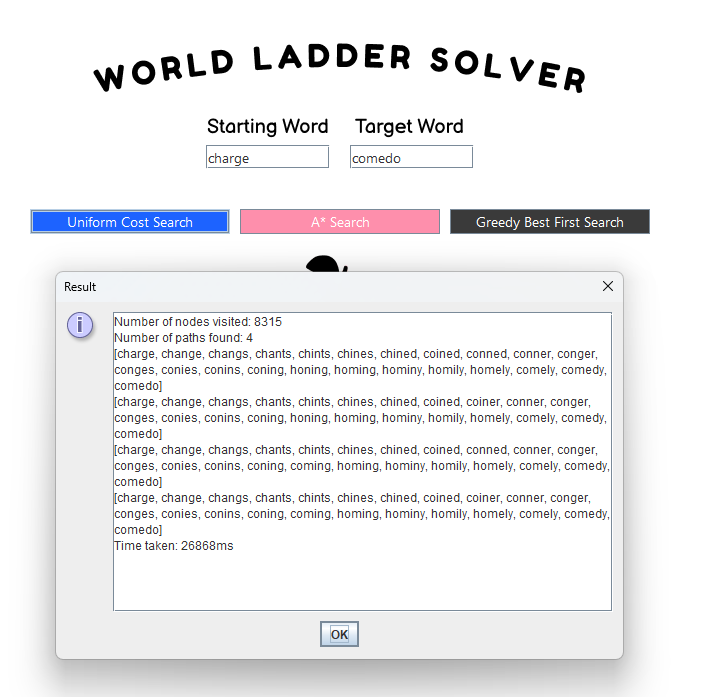 WORLD LADDER SOLVER
Starting Word Target Word
charge comedo
Uniform Cost Search A* Search Greedy Best First Search
Result
Number of nodes visited: 8315
Number of paths found: 4
[charge, change, changs, chants, chints, chines, chined, coined, conned, conner, conger,
conges, conies, conins, coning, honing, homing, hominy, homily, homely, comely, comedy,
comedo]
[charge, change, changs, chants, chints, chines, chined, coined, coiner, conner, conger,
conges, conies, conins, coning, honing, homing, hominy, homily, homely, comely, comedy,
comedo]
[charge, change, changs, chants, chints, chines, chined, coined, conned, conner, conger,
conges, conies, conins, coning, coming, homing, hominy, homily, homely, comely, comedy,
comedo]
[charge, change, changs, chants, chints, chines, chined, coined, coiner, conner, conger,
conges, conies, conins, coning, coming, homing, hominy, homily, homely, comely, comedy,
comedo]
Time taken: 26868ms
OK